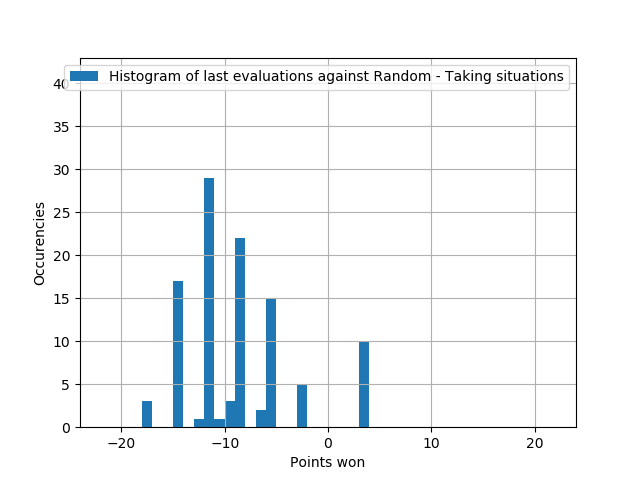 Histogram of last evaluations against Random - Taking situations
40
35
30
25
20
15
10
5
0
Occurencies
−20 −10 0 10 20
Points won